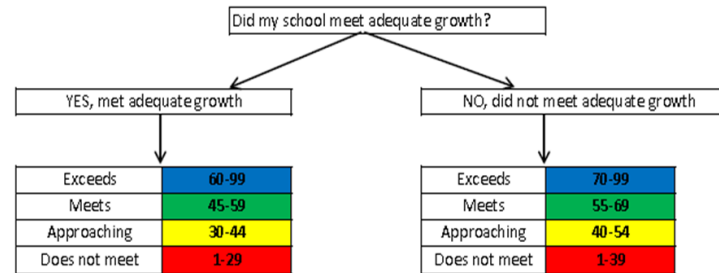 Did my school meet adequate growth?
YES, met adequate growth
NO, did not meet adequate growth
Exceeds 60-99
Meets 45-59
Approaching 30-44
Does not meet 1-29
Exceeds 70-99
Meets 55-69
Approaching 40-54
Does not meet 1-39